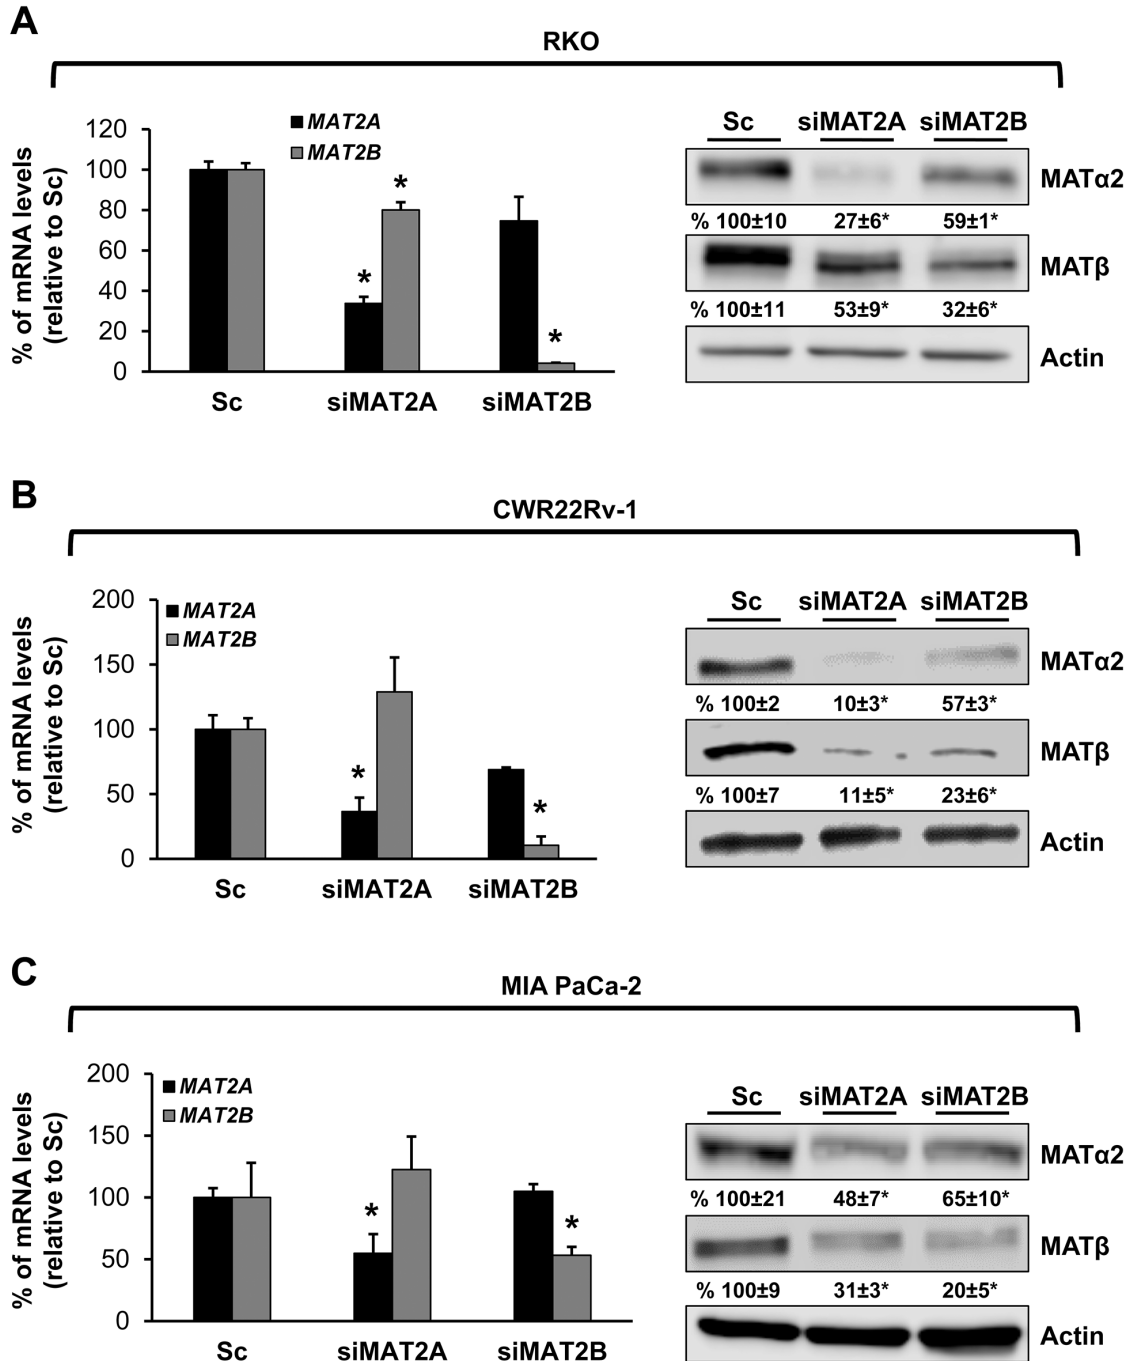 A
RKO
% of mRNA levels
(relative to Sc)
120
100
80
60
40
20
0
MAT2A
MAT2B
*
*
*
Sc siMAT2A siMAT2B
Sc siMAT2A siMAT2B
MATα2
% 100±10 27±6* 59±1*
MATβ
% 100±11 53±9* 32±6*
Actin
B
CWR22Rv-1
% of mRNA levels
(relative to Sc)
200
150
100
50
0
MAT2A
MAT2B
*
*
Sc siMAT2A siMAT2B
Sc siMAT2A siMAT2B
MATα2
% 100±2 10±3* 57±3*
MATβ
% 100±7 11±5* 23±6*
Actin
C
MIA PaCa-2
% of mRNA levels
(relative to Sc)
200
150
100
50
0
MAT2A
MAT2B
*
*
Sc siMAT2A siMAT2B
Sc siMAT2A siMAT2B
MATα2
% 100±21 48±7* 65±10*
MATβ
% 100±9 31±3* 20±5*
Actin